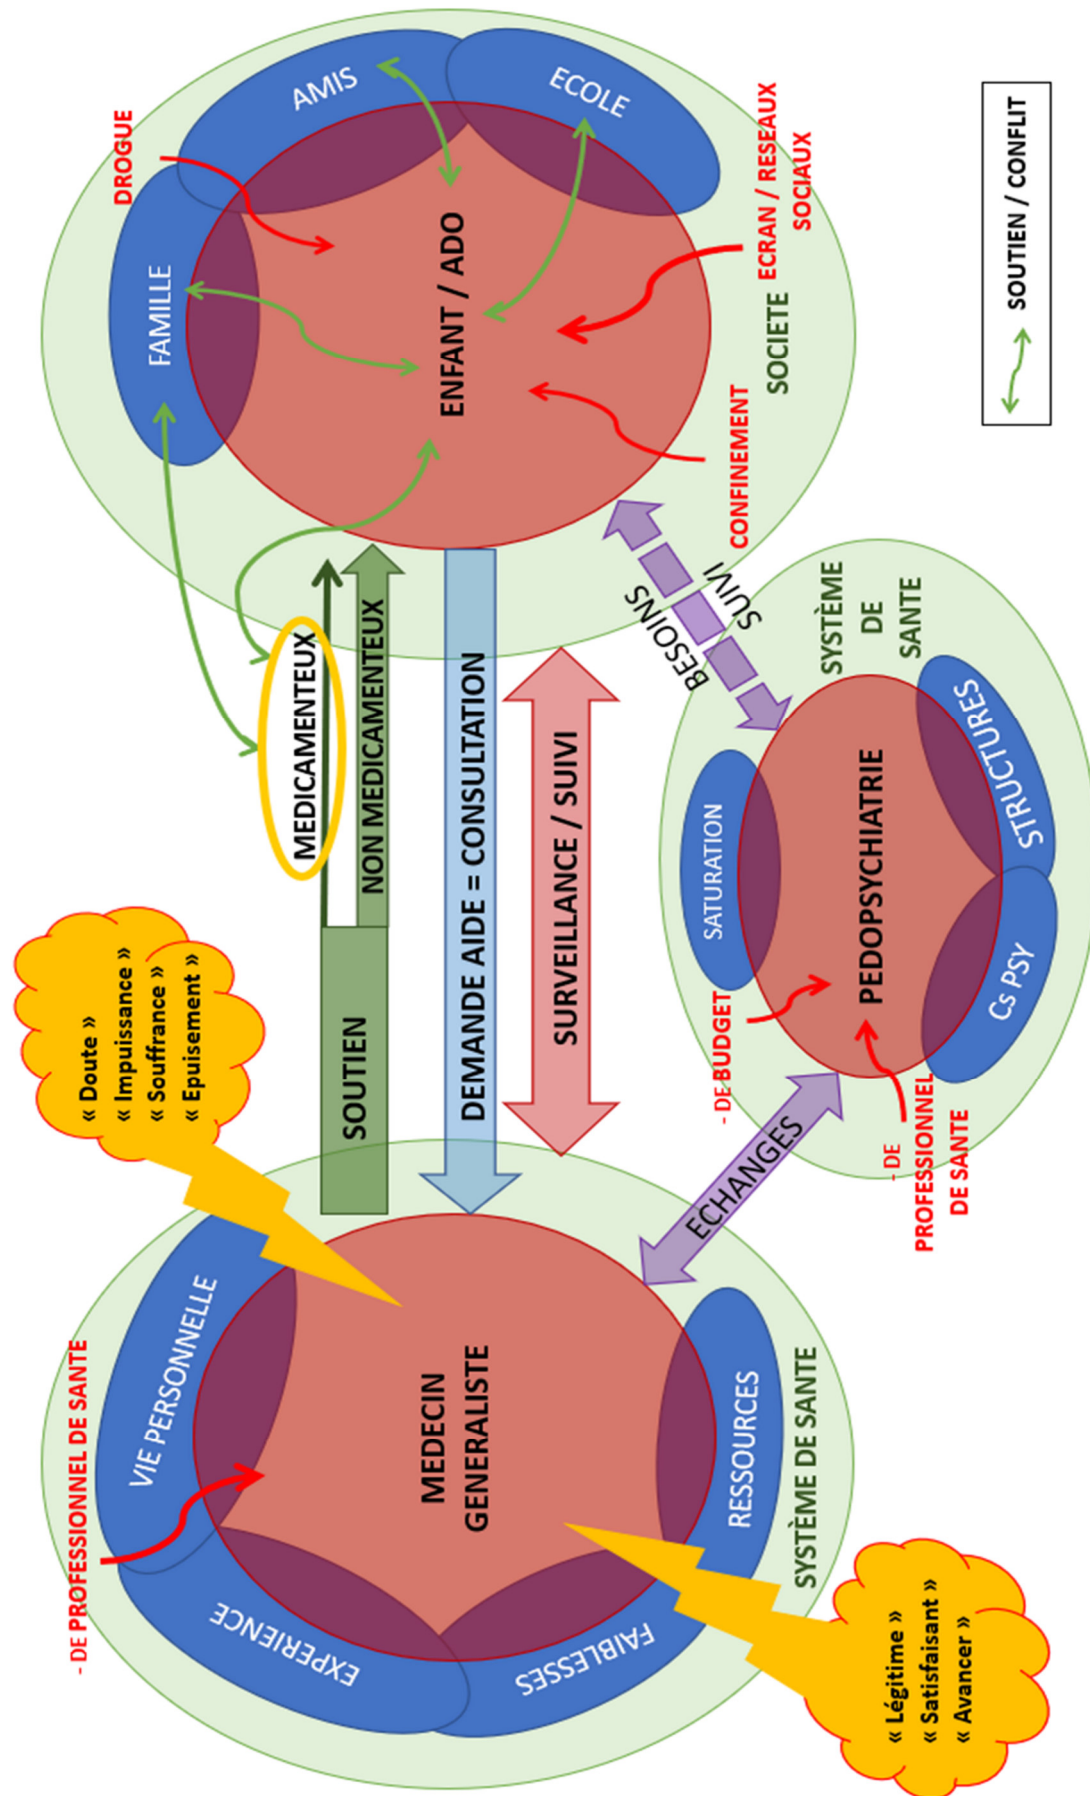 - DE PROFESSIONNEL DE SANTE
VIE PERSONNELLE
EXPERIENCE
FAIBLESSES
RESSOURCES
MEDECIN
GENERALISTE
SYSTÈME DE SANTE
« Doute »
« Impuissance »
« Souffrance »
« Epuisement »
« Légitime »
« Satisfaisant »
« Avancer »
SOUTIEN
MEDICAMENTEUX
NON MEDICAMENTEUX
DEMANDE AIDE = CONSULTATION
SURVEILLANCE / SUIVI
ECHANGES
BESOINS
SUIVI
DROGUE
FAMILLE
AMIS
ECOLE
ENFANT / ADO
CONFINEMENT
SOCIETE
ECRAN / RESEAUX
SOCIAUX
- DE BUDGET
SATURATION
PEDOPSYCHIATRIE
Cs PSY
STRUCTURES
SYSTÈME
DE
SANTE
- DE
PROFESSIONNEL
DE SANTE
SOUTIEN / CONFLIT